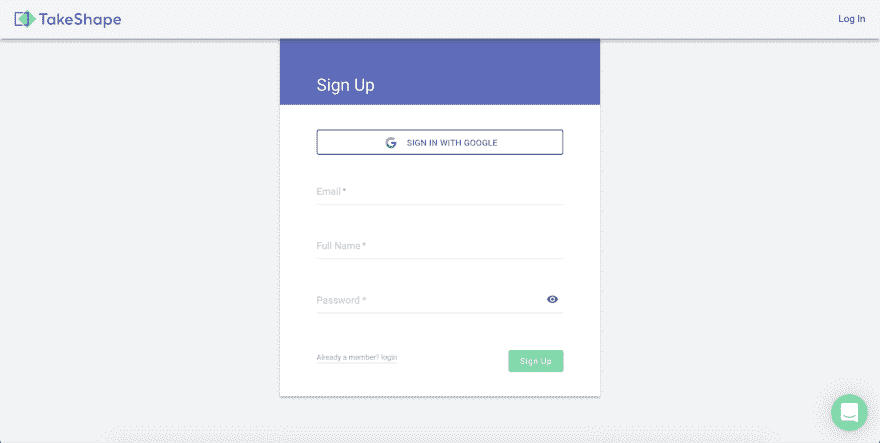 TakeShape
Log In
Sign Up
SIGN IN WITH GOOGLE
Email *
Full Name *
Password *
Already a member? login
Sign Up